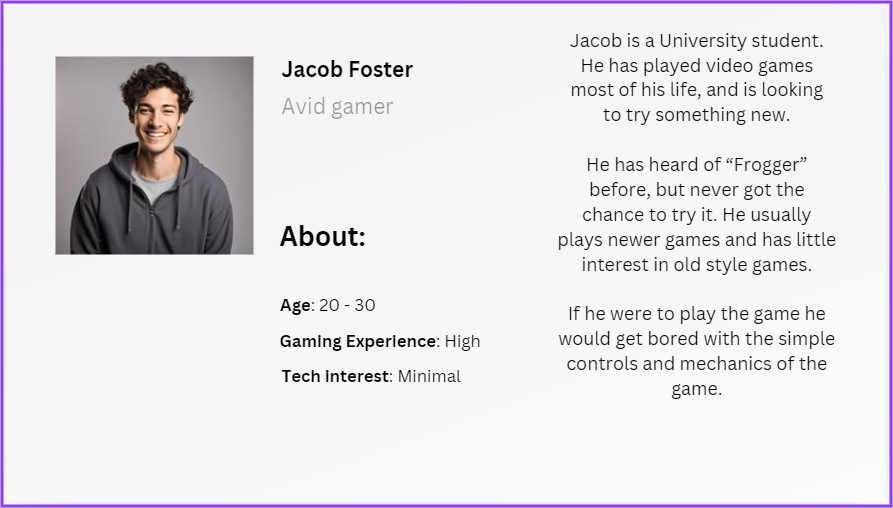 Jacob Foster
Avid gamer
About:
Age: 20 - 30
Gaming Experience: High
Tech interest: Minimal
Jacob is a University student.
He has played video games
most of his life, and is looking
to try something new.
He has heard of “Frogger”
before, but never got the
chance to try it. He usually
plays newer games and has little
interest in old style games.
If he were to play the game he
would get bored with the simple
controls and mechanics of the
game.